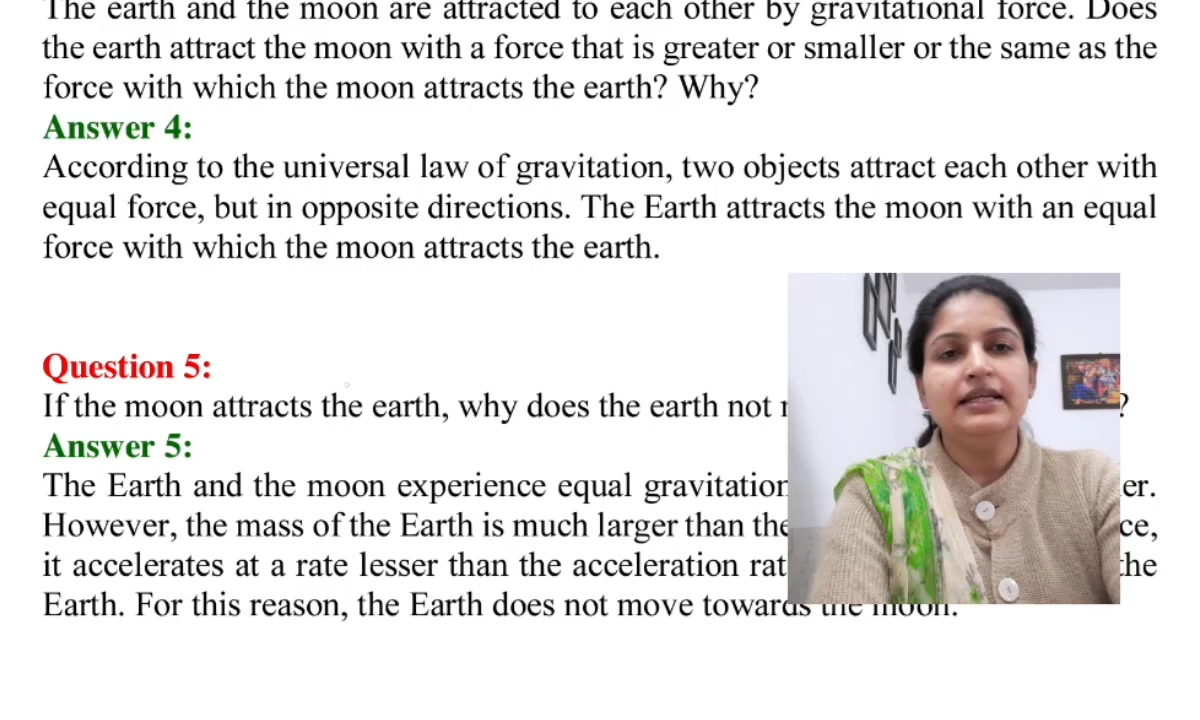 The earth and the moon are attracted to each other by gravitational force. Does
the earth attract the moon with a force that is greater or smaller or the same as the
force with which the moon attracts the earth? Why?
Answer 4:
According to the universal law of gravitation, two objects attract each other with
equal force, but in opposite directions. The Earth attracts the moon with an equal
force with which the moon attracts the earth.
Question 5:
If the moon attracts the earth, why does the earth not ?
Answer 5:
The Earth and the moon experience equal
However, the mass of the Earth is much larger than the
it accelerates at a rate lesser than the acceleration the
Earth. For this reason, the Earth does not move towards the moon.